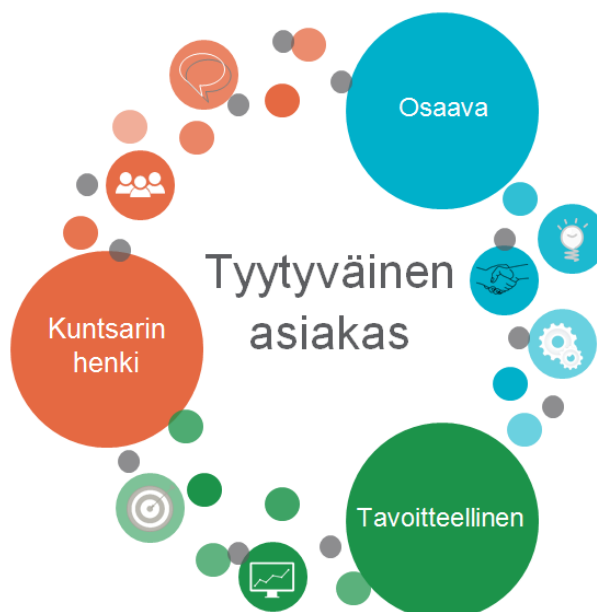 Osaava
Tyytyväinen
asiakas
Kuntsarin
henki
Tavoitteellinen